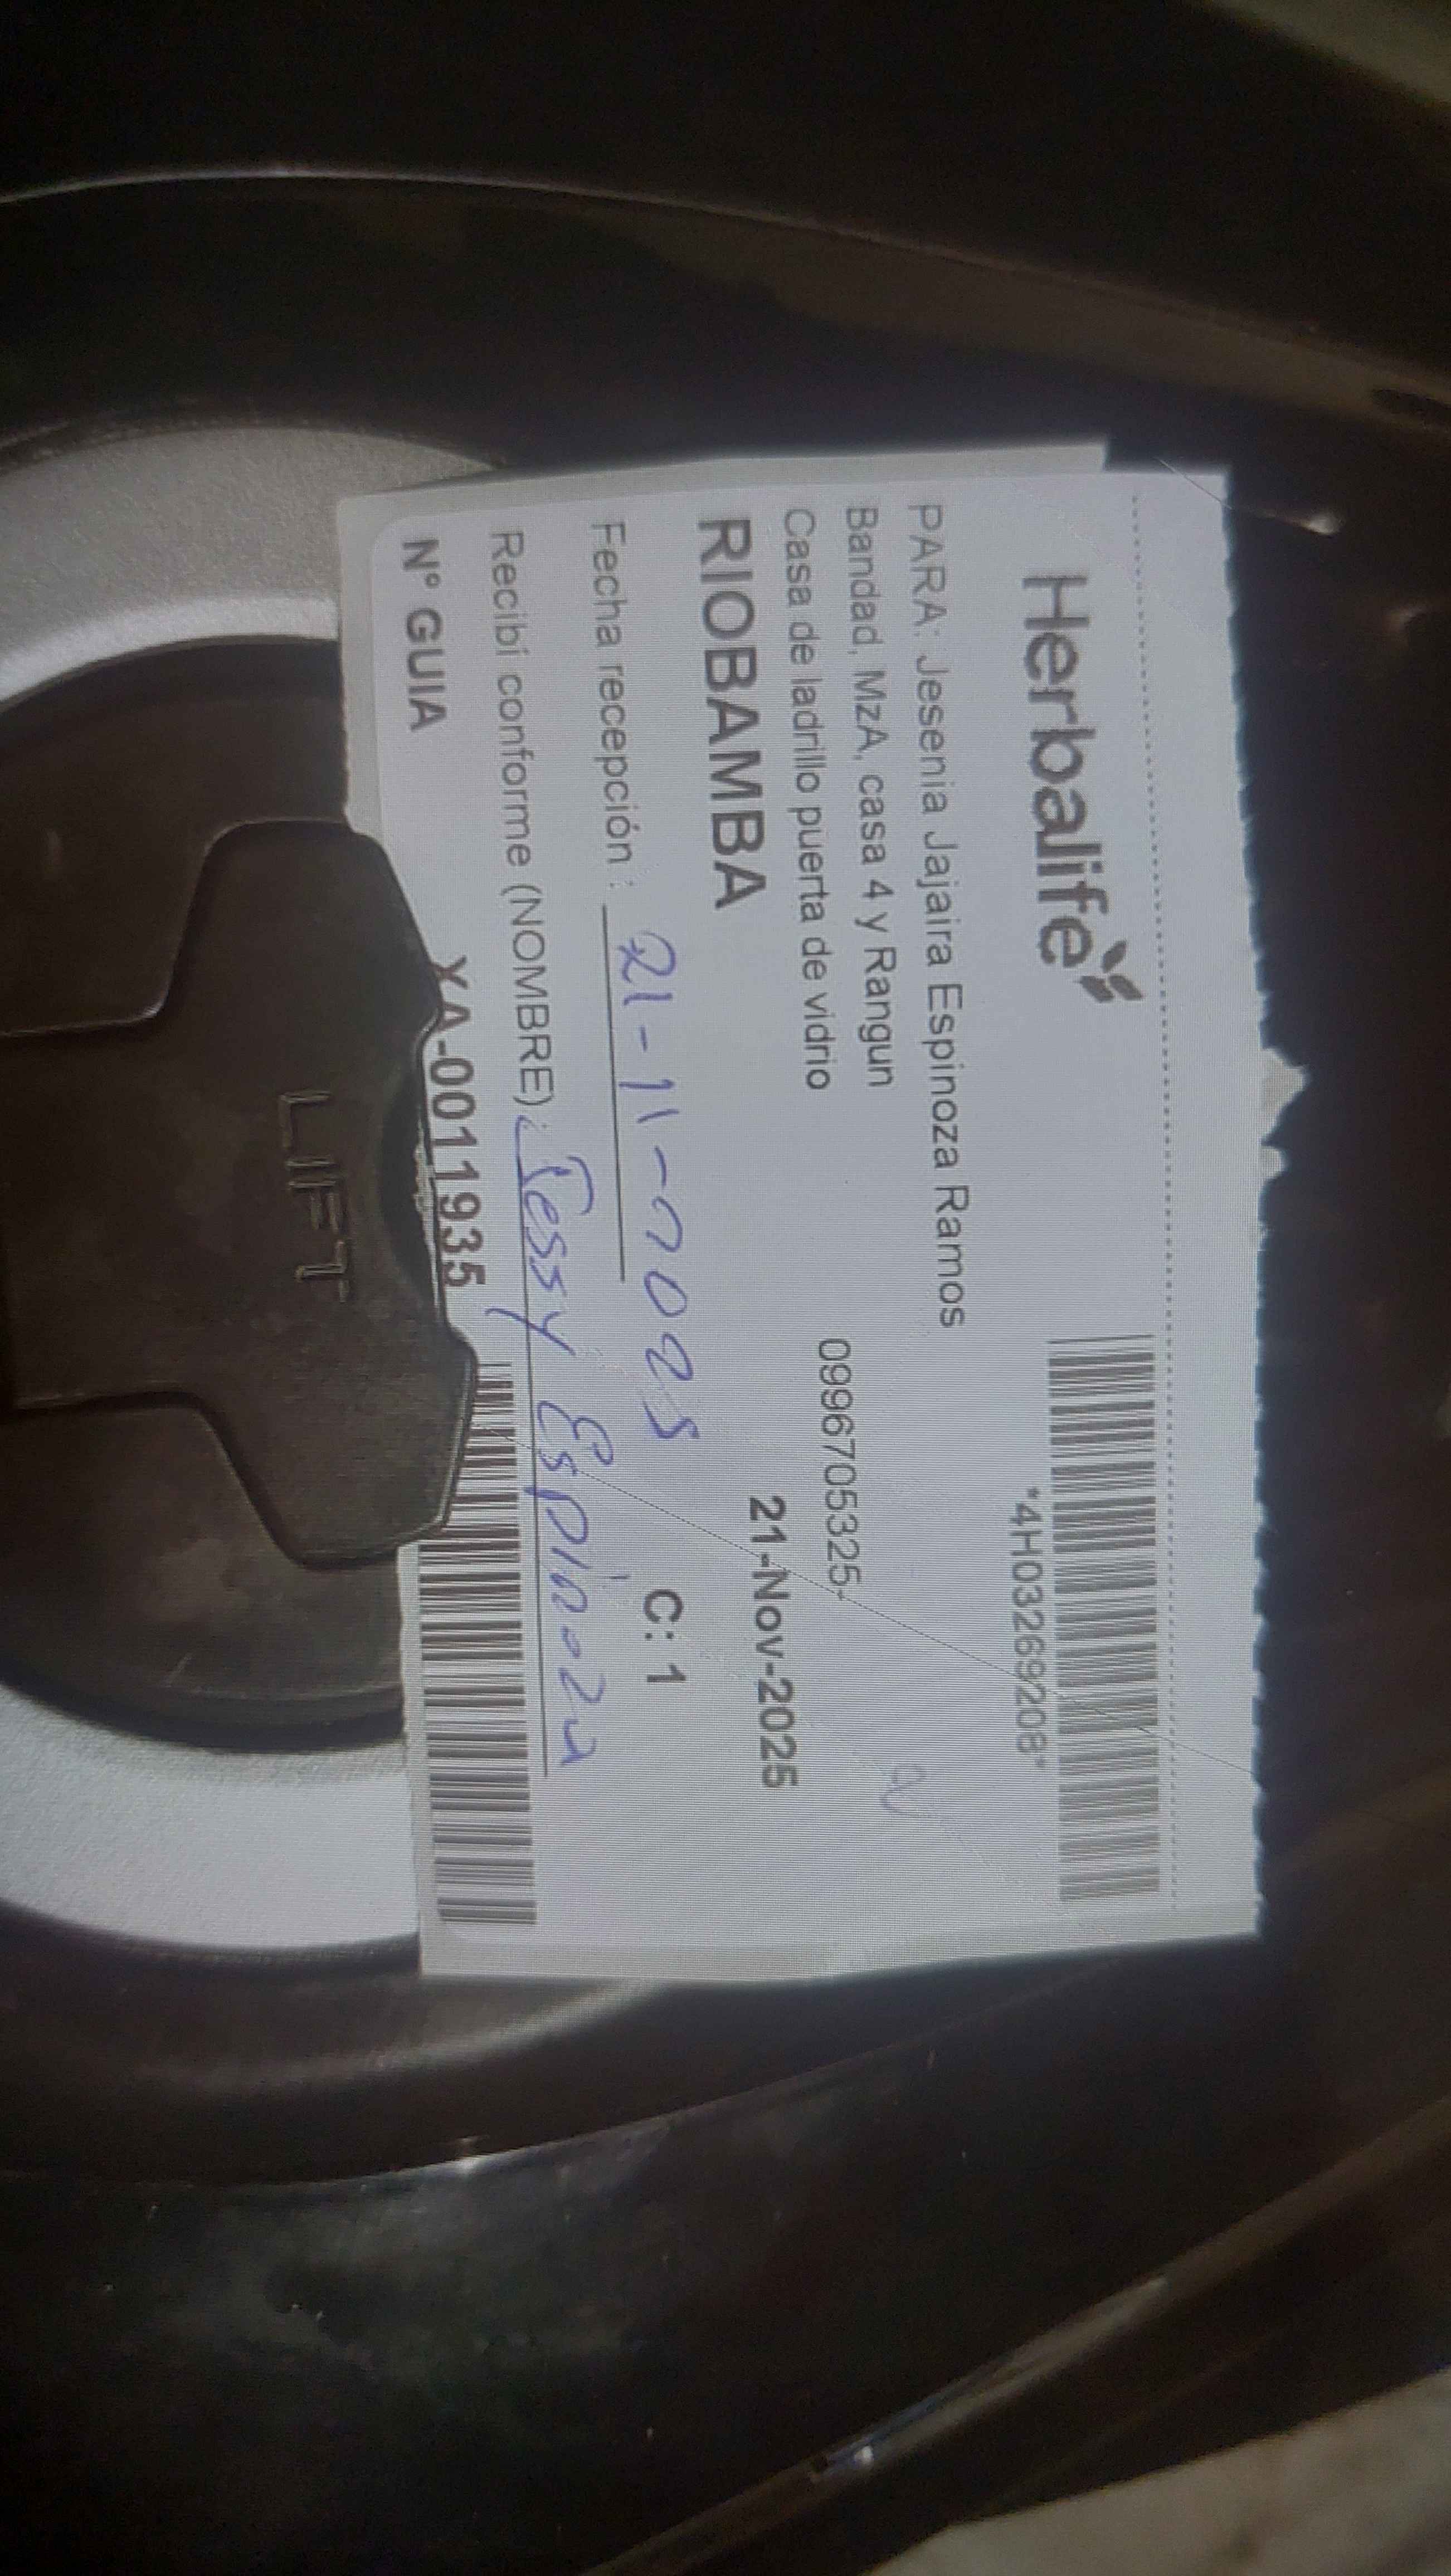 Herbalife
*4H03269208*
PARA: Jesenia Jajaira Espinoza Ramos
Bandad, MzA, casa 4 y Rangun
Casa de ladrillo puerta de vidrio
0996705325-
RIOBAMBA
21-Nov-2025
Fecha recepción : 21-11-2025
C: 1
Recibí conforme (NOMBRE) : Jessy Espinoza
N° GUIA XA-0011935
LIFT